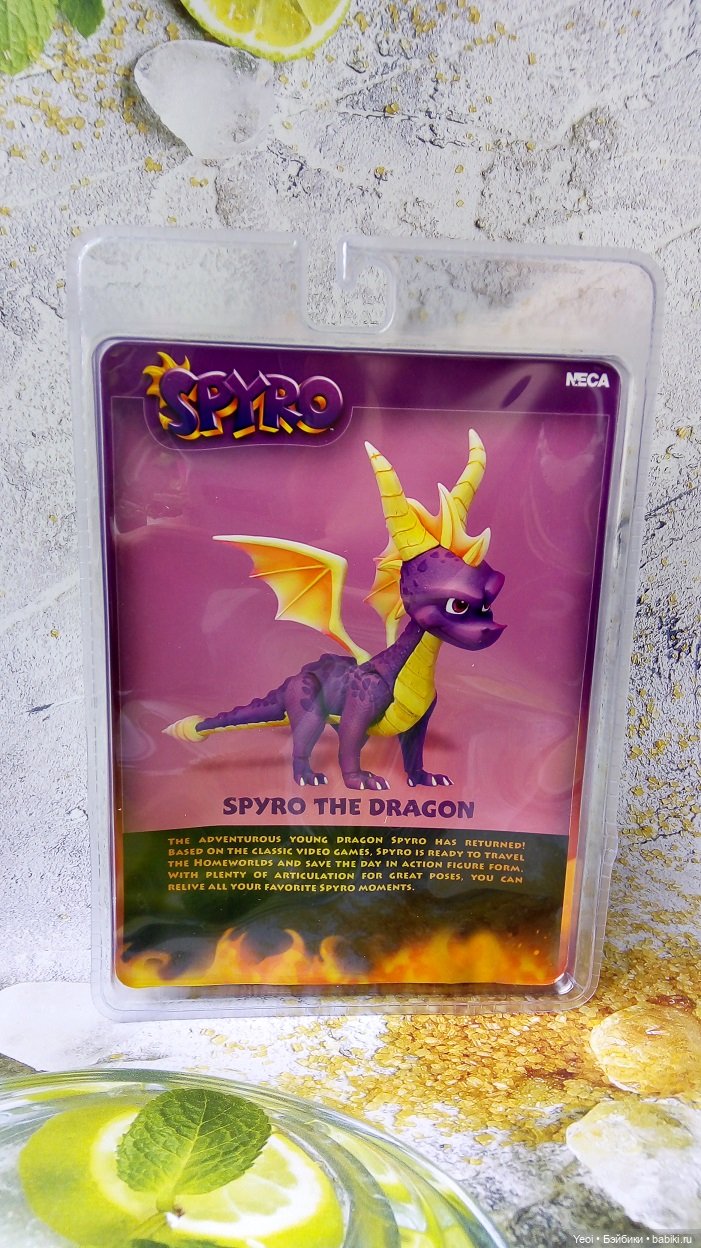 SPYRO
NECA
SPYRO THE DRAGON
THE ADVENTUROUS YOUNG DRAGON SPYRO HAS RETURNED!
BASED ON THE CLASSIC VIDEO GAMES, SPYRO IS READY TO TRAVEL
THE HOMEWORLDS AND SAVE THE DAY IN ACTION FIGURE FORM.
WITH PLENTY OF ARTICULATION FOR GREAT POSES, YOU CAN
RELIVE ALL YOUR FAVORITE SPYRO MOMENTS.
Yeoi • Бэйбики • babiki.ru